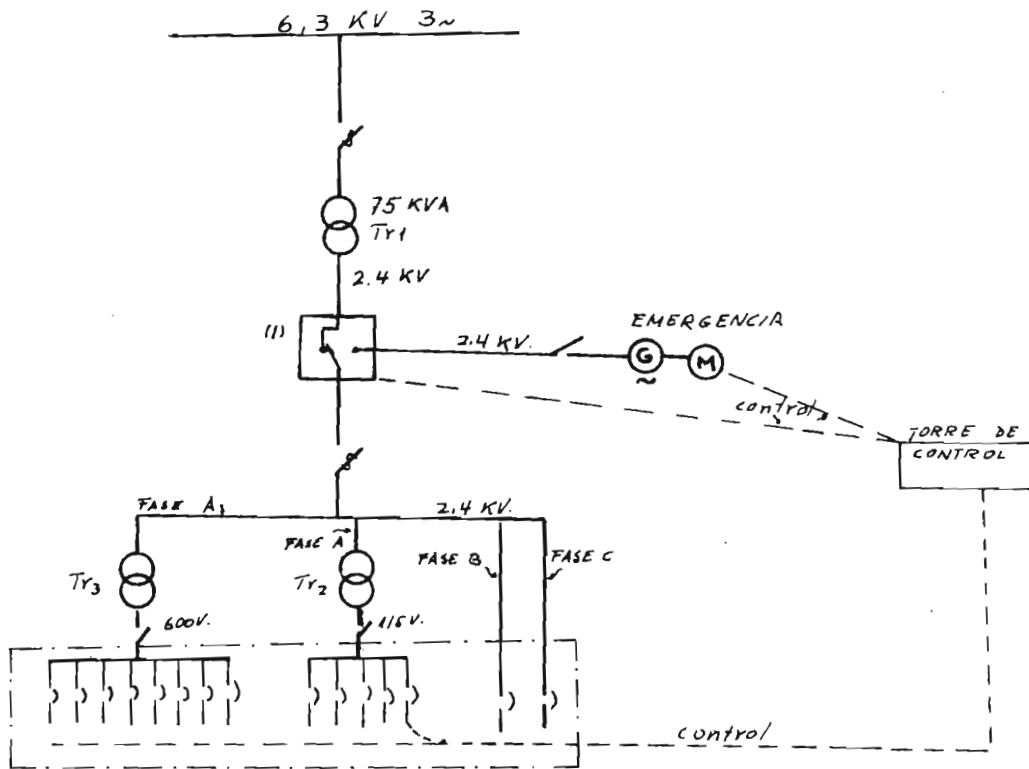 6,3 KV 3~
75 KVA
Tr1
2.4 KV
(1)
EMERGENCIA
2.4 KV.
G
M
~
control
TORRE DE
CONTROL
FASE A,
2,4 KV.
FASE A
FASE B
FASE C
Tr3
Tr2
600V.
115V.
control